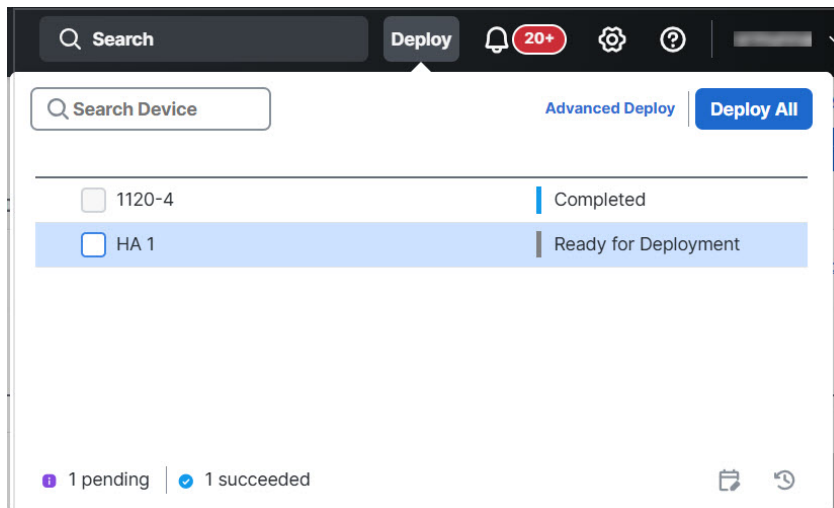 Search Deploy 20+
Search Device Advanced Deploy Deploy All
1120-4 Completed
HA 1 Ready for Deployment
1 pending 1 succeeded